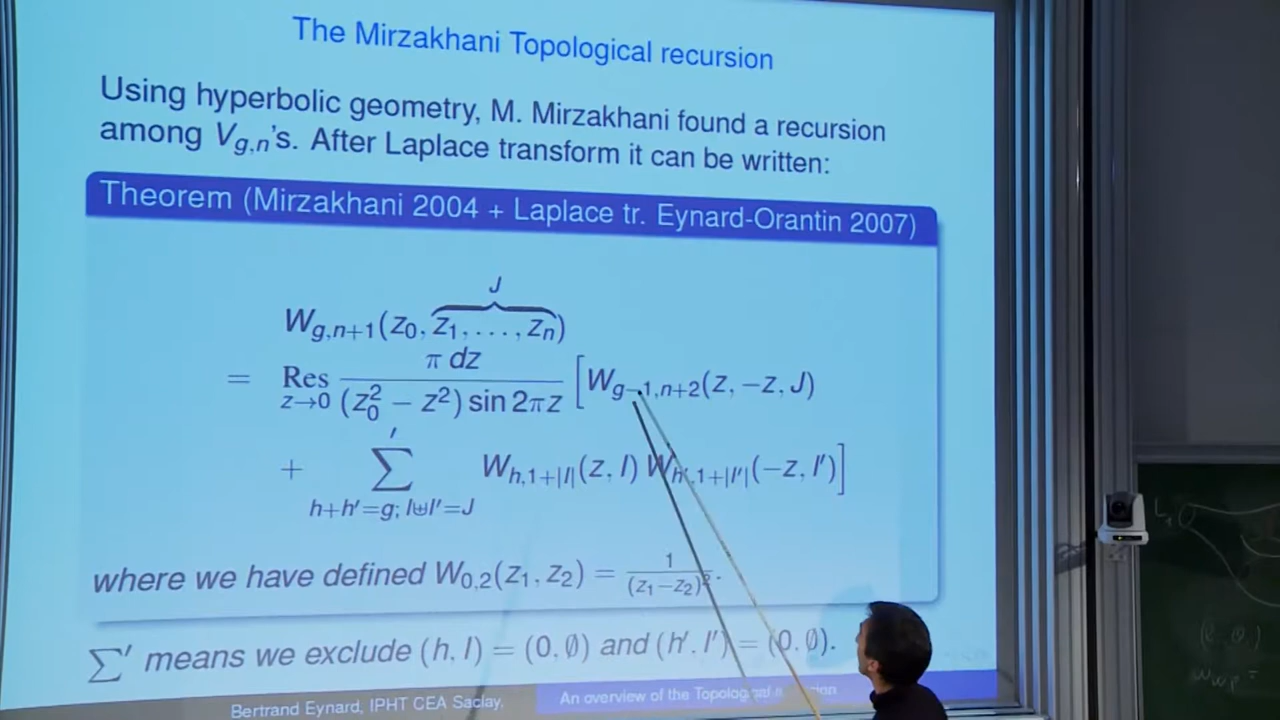 The Mirzakhani Topological recursion
Using hyperbolic geometry, M. Mirzakhani found a recursion
among V_{g,n}'s. After Laplace transform it can be written:
Theorem (Mirzakhani 2004 + Laplace tr. Eynard-Orantin 2007)
J
W_{g,n+1}(z_0, z_1, . . . , z_n)
= Res_{z→0} π dz / ((z_0^2 − z^2) sin 2πz) [W_{g−1,n+2}(z, −z, J)
+ ∑'_{h+h'=g; I⊎I'=J} W_{h,1+|I|}(z, I) W_{h',1+|I'|}(−z, I')]
where we have defined W_{0,2}(z_1, z_2) = 1/(z_1−z_2)^2.
∑' means we exclude (h, I) = (0, ∅) and (h', I') = (0, ∅).
Bertrand Eynard, IPHT CEA Saclay,
An overview of the Topological